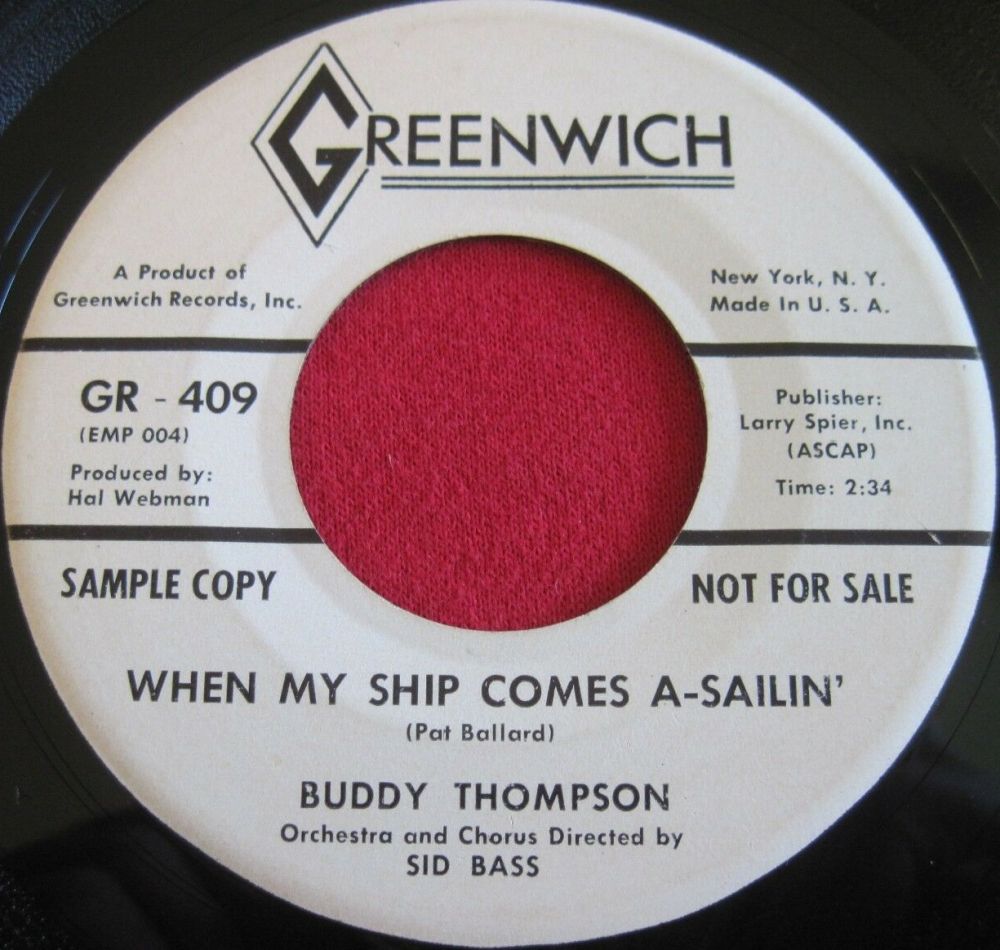 GREENWICH
A Product of
Greenwich Records, Inc.
New York, N. Y.
Made In U. S. A.
GR - 409
(EMP 004)
Produced by:
Hal Webman
Publisher:
Larry Spier, Inc.
(ASCAP)
Time: 2:34
SAMPLE COPY
NOT FOR SALE
WHEN MY SHIP COMES A-SAILIN'
(Pat Ballard)
BUDDY THOMPSON
Orchestra and Chorus Directed by
SID BASS